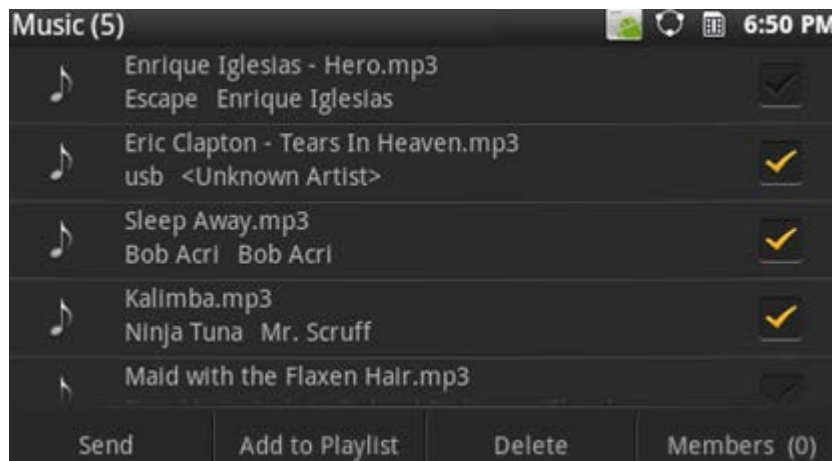 Music (5)
6:50 PM
Enrique Iglesias - Hero.mp3
Escape Enrique Iglesias
Eric Clapton - Tears In Heaven.mp3
usb <Unknown Artist>
Sleep Away.mp3
Bob Acri Bob Acri
Kalimba.mp3
Ninja Tuna Mr. Scruff
Maid with the Flaxen Hair.mp3
Send
Add to Playlist
Delete
Members (0)